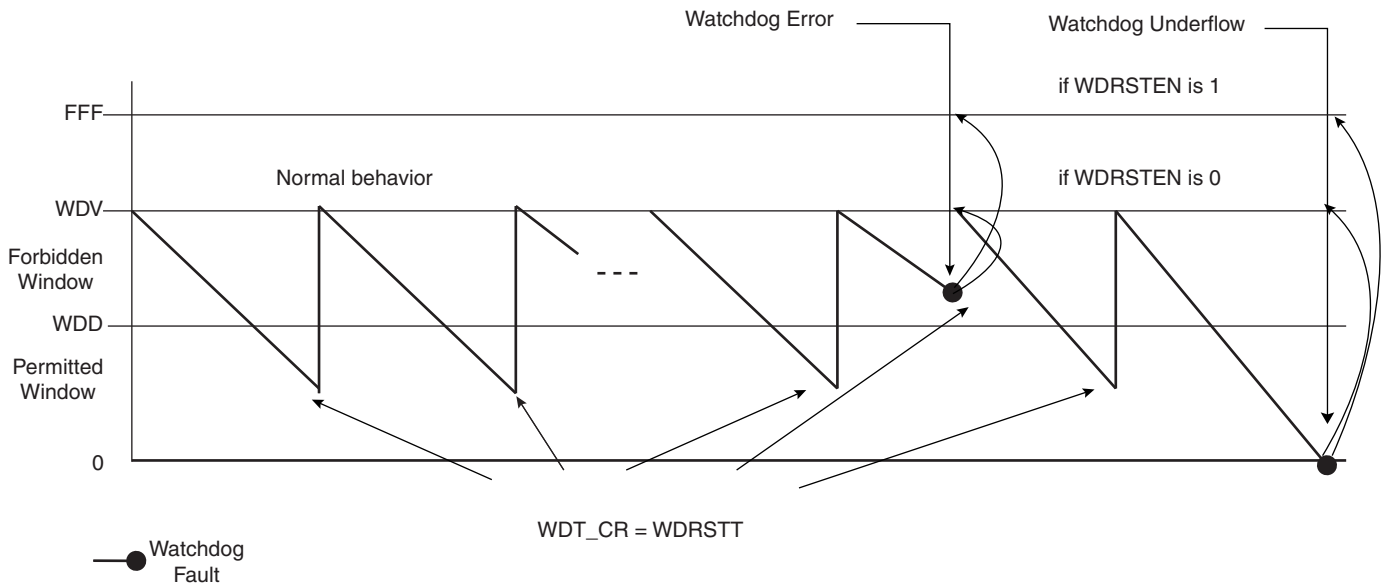 Watchdog Error
Watchdog Underflow
if WDRSTEN is 1
FFF
Normal behavior
if WDRSTEN is 0
WDV
Forbidden
Window
WDD
Permitted
Window
0
WDT_CR = WDRSTT
Watchdog
Fault